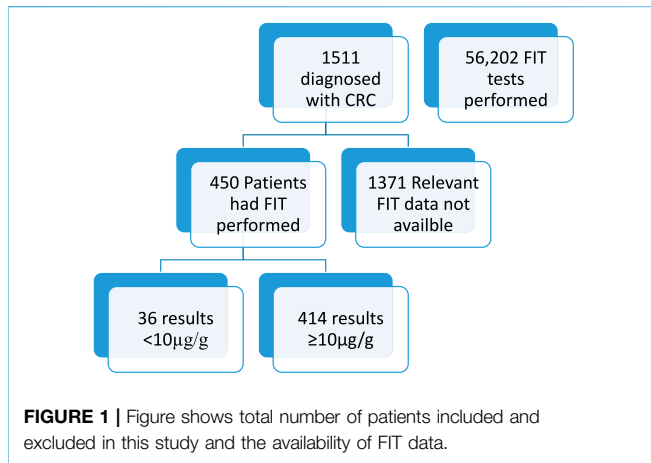 1511
diagnosed
with CRC
56,202 FIT
tests
performed
450 Patients
had FIT
performed
1371 Relevant
FIT data not
availble
36 results
<10μg/g
414 results
≥10μg/g
FIGURE 1 | Figure shows total number of patients included and
excluded in this study and the availability of FIT data.